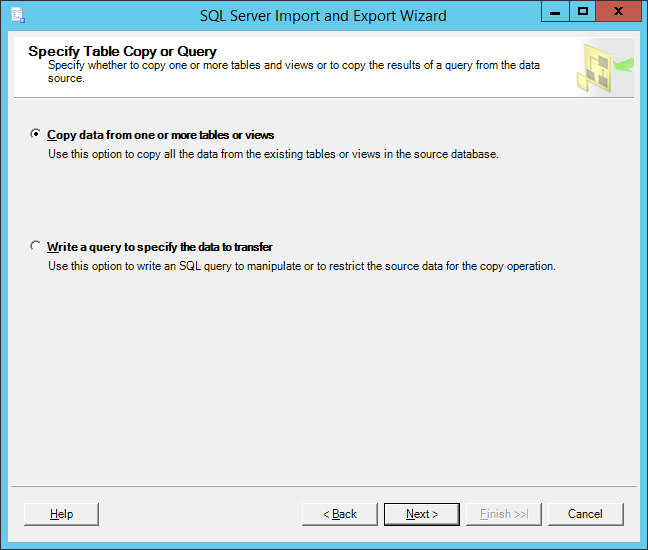 SQL Server Import and Export Wizard
Specify Table Copy or Query
Specify whether to copy one or more tables and views or to copy the results of a query from the data
source.
Copy data from one or more tables or views
Use this option to copy all the data from the existing tables or views in the source database.
Write a query to specify the data to transfer
Use this option to write an SQL query to manipulate or to restrict the source data for the copy operation.
Help
< Back
Next >
Finish >>|
Cancel